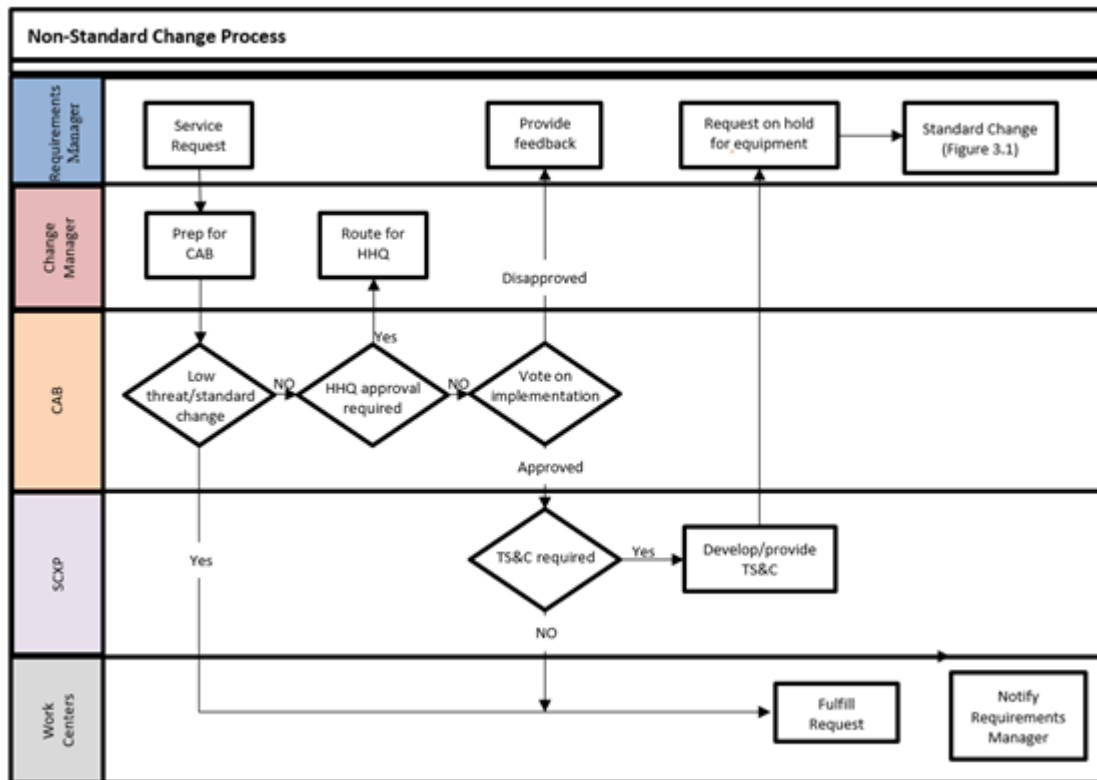 Non-Standard Change Process
Requirements
Manager
Service
Request
Provide
feedback
Request on hold
for equipment
Standard Change
(Figure 3.1)
Change
Manager
Prep for
CAB
Route for
HHQ
Disapproved
CAB
Yes
Low
threat/standard
change
NO
HHQ approval
required
NO
Vote on
implementation
Approved
SCXP
Yes
TS&C required
Yes
Develop/provide
TS&C
NO
Work
Centers
Fulfill
Request
Notify
Requirements
Manager